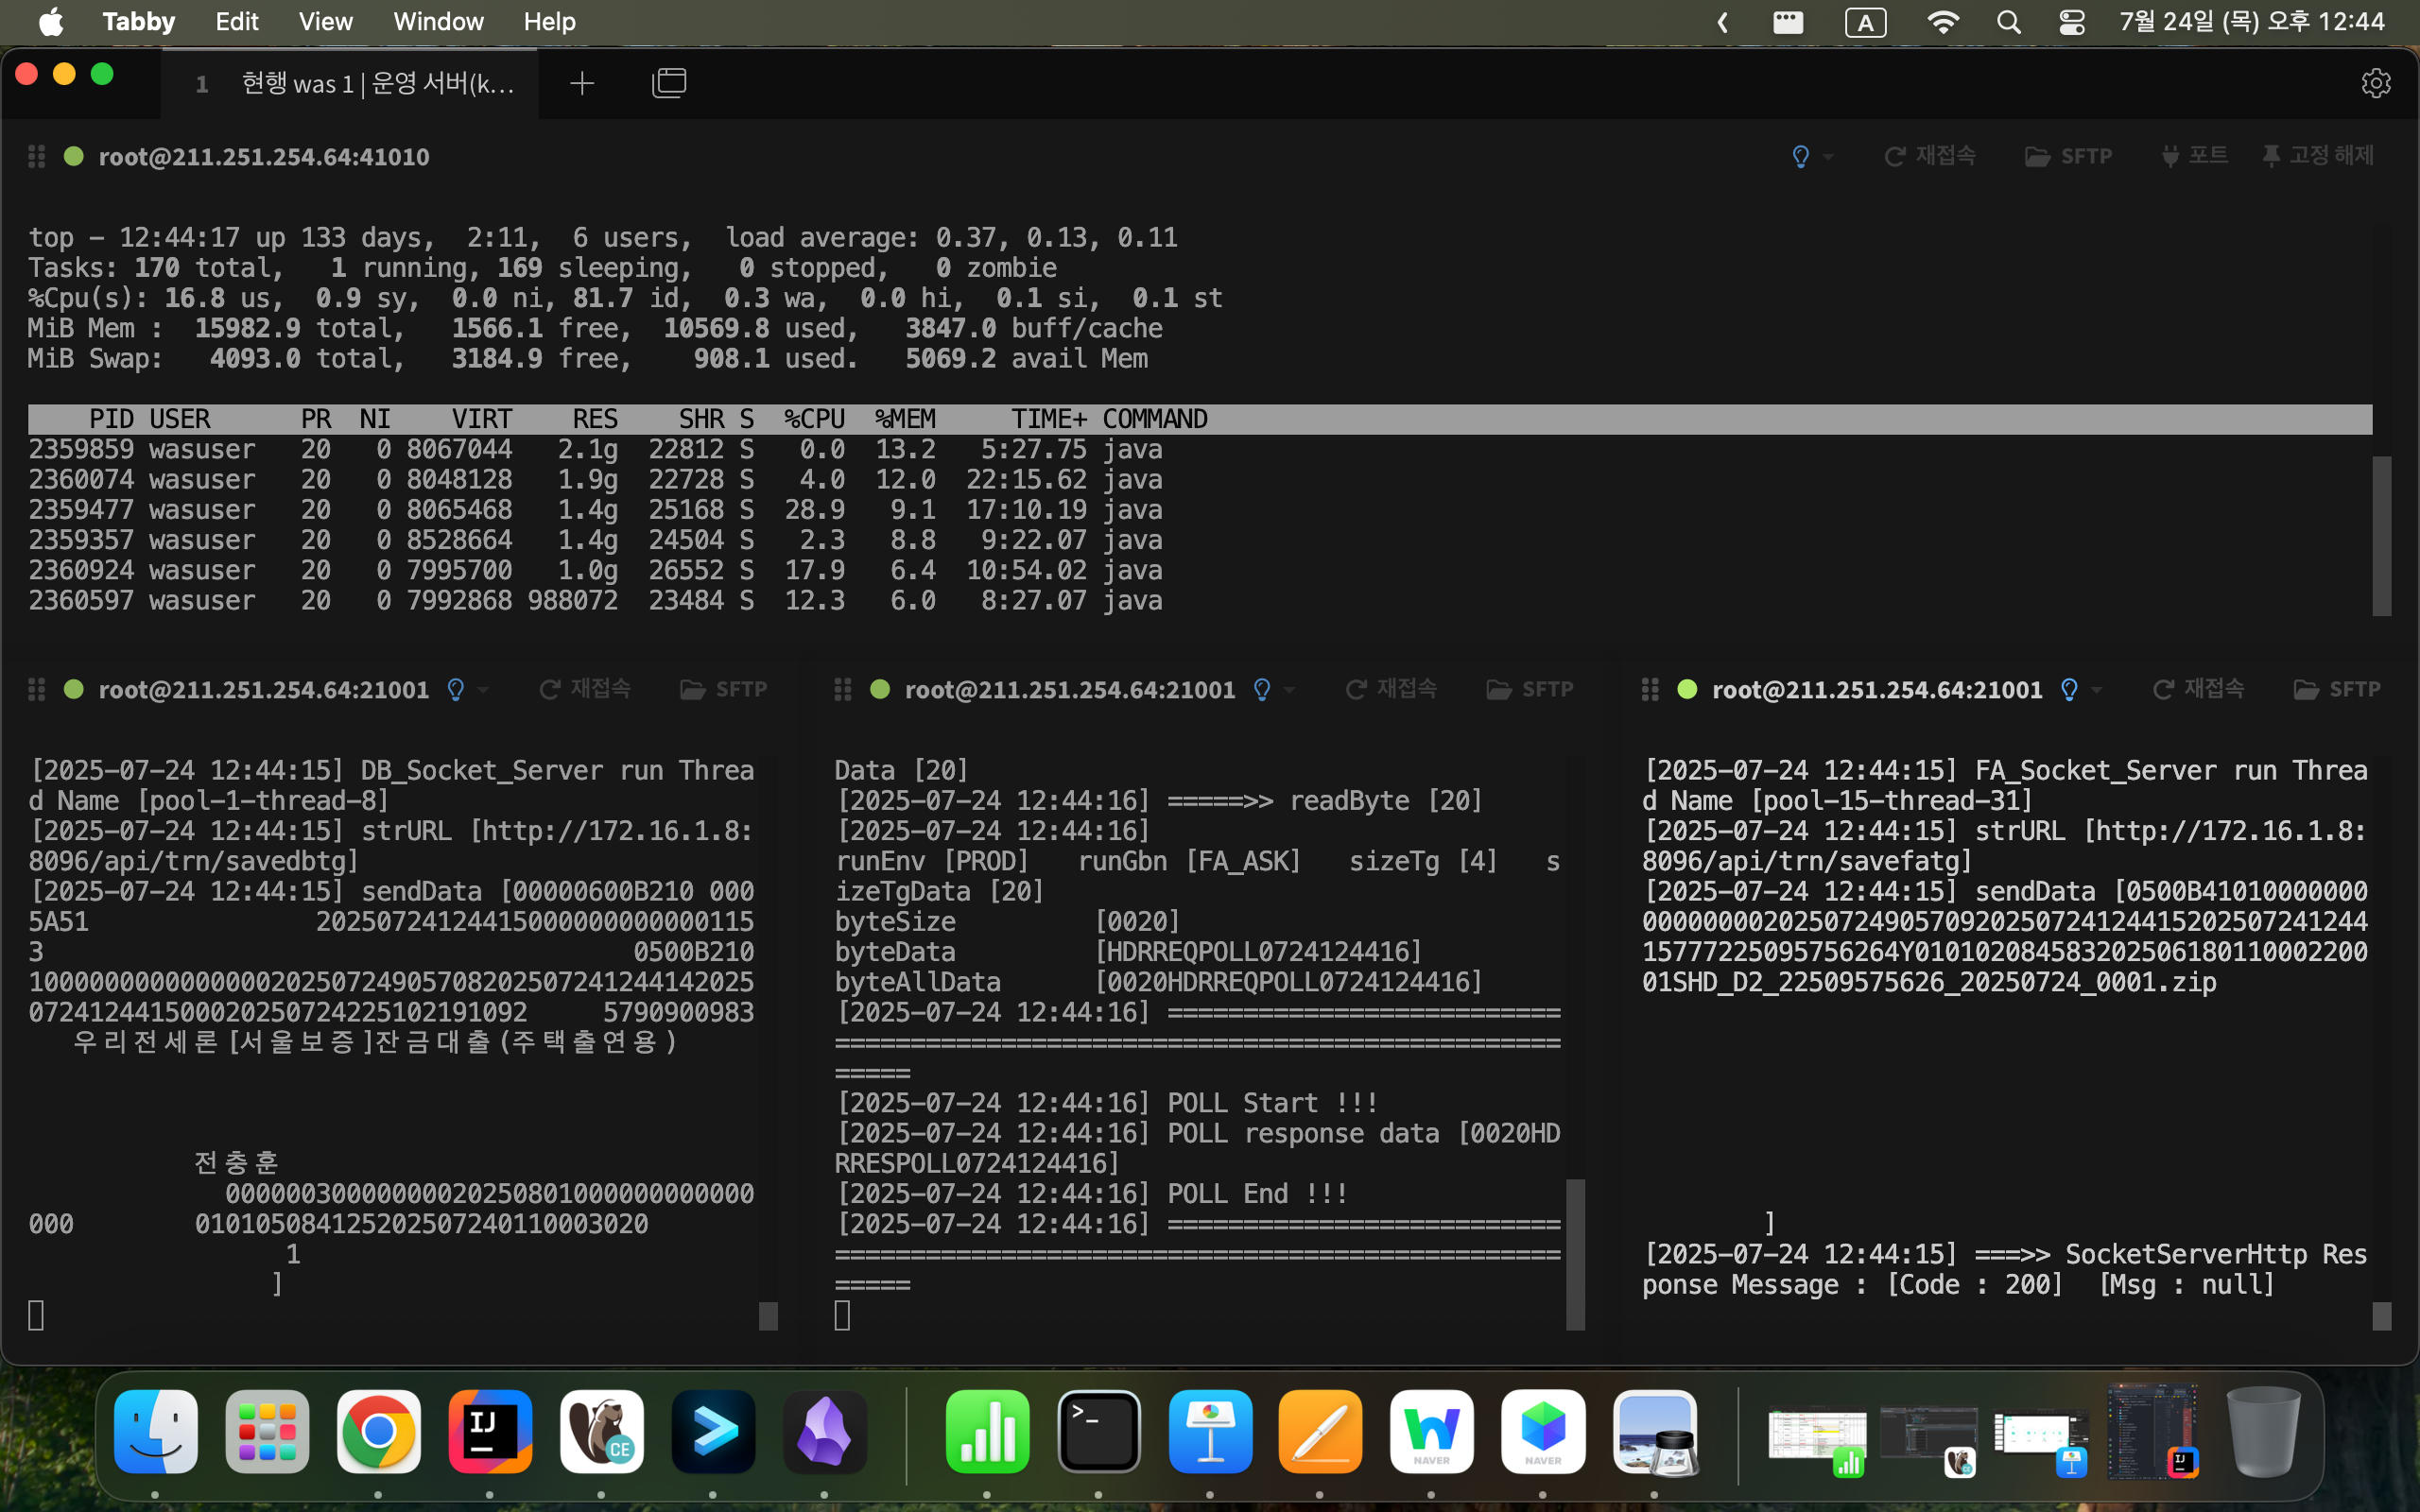 Tabby Edit View Window Help
A 7월 24일 (목) 오후 12:44
1 현행 was 1 | 운영 서버(k…
root@211.251.254.64:41010 재접속 SFTP 포트 고정 해제
top - 12:44:17 up 133 days,  2:11,  6 users,  load average: 0.37, 0.13, 0.11
Tasks: 170 total,   1 running, 169 sleeping,   0 stopped,   0 zombie
%Cpu(s): 16.8 us,  0.9 sy,  0.0 ni, 81.7 id,  0.3 wa,  0.0 hi,  0.1 si,  0.1 st
MiB Mem :  15982.9 total,   1566.1 free,  10569.8 used,   3847.0 buff/cache
MiB Swap:   4093.0 total,   3184.9 free,    908.1 used.   5069.2 avail Mem
PID USER PR NI VIRT RES SHR S %CPU %MEM TIME+ COMMAND
2359859 wasuser 20 0 8067044 2.1g 22812 S 0.0 13.2 5:27.75 java
2360074 wasuser 20 0 8048128 1.9g 22728 S 4.0 12.0 22:15.62 java
2359477 wasuser 20 0 8065468 1.4g 25168 S 28.9 9.1 17:10.19 java
2359357 wasuser 20 0 8528664 1.4g 24504 S 2.3 8.8 9:22.07 java
2360924 wasuser 20 0 7995700 1.0g 26552 S 17.9 6.4 10:54.02 java
2360597 wasuser 20 0 7992868 988072 23484 S 12.3 6.0 8:27.07 java
root@211.251.254.64:21001 재접속 SFTP
[2025-07-24 12:44:15] DB_Socket_Server run Threa
d Name [pool-1-thread-8]
[2025-07-24 12:44:15] strURL [http://172.16.1.8:
8096/api/trn/savedbtg]
[2025-07-24 12:44:15] sendData [00000600B210 000
5A51 20250724124415000000000000115
3 0500B210
100000000000000002025072490570820250724124414​2025
072412441500020250724225102191092 5790900983
우리전세론 [서울보증]잔금대출(주택출연용)
전충훈
00000030000000020250801000000000000
000 010105084125202507240110003020
1
]
root@211.251.254.64:21001 재접속 SFTP
Data [20]
[2025-07-24 12:44:16] =====>> readByte [20]
[2025-07-24 12:44:16]
runEnv [PROD] runGbn [FA_ASK] sizeTg [4] s
izeTgData [20]
byteSize [0020]
byteData [HDRREQPOLL0724124416]
byteAllData [0020HDRREQPOLL0724124416]
[2025-07-24 12:44:16] ==========================
================================================
=====
[2025-07-24 12:44:16] POLL Start !!!
[2025-07-24 12:44:16] POLL response data [0020HD
RRESPOLL0724124416]
[2025-07-24 12:44:16] POLL End !!!
[2025-07-24 12:44:16] ==========================
================================================
=====
root@211.251.254.64:21001 재접속 SFTP
[2025-07-24 12:44:15] FA_Socket_Server run Threa
d Name [pool-15-thread-31]
[2025-07-24 12:44:15] strURL [http://172.16.1.8:
8096/api/trn/savefatg]
[2025-07-24 12:44:15] sendData [0500B41010000000
000000002025072490570920250724124415202507241244
157772250957​56264Y010102084583202506180110002200
01SHD_D2_22509575626_20250724_0001.zip
]
[2025-07-24 12:44:15] ===>> SocketServerHttp Res
ponse Message : [Code : 200]  [Msg : null]
IJ CE >_ NAVER NAVER